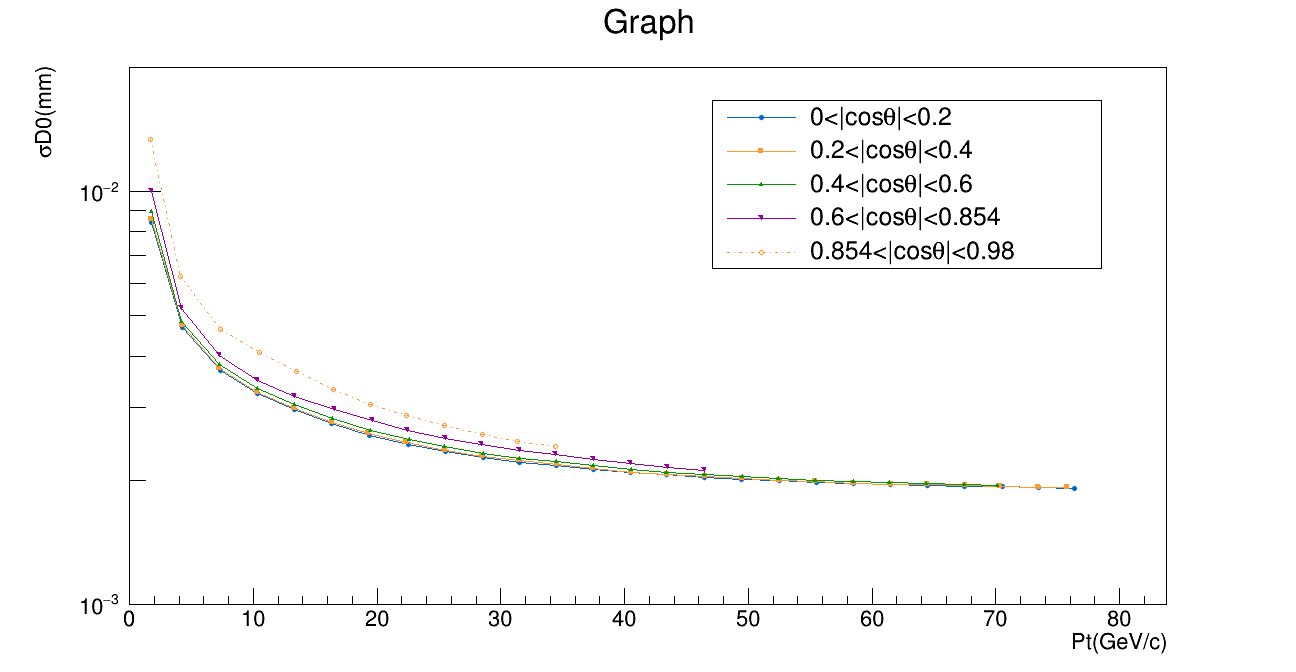 Graph
σD0(mm)
0<|cosθ|<0.2
0.2<|cosθ|<0.4
0.4<|cosθ|<0.6
0.6<|cosθ|<0.854
0.854<|cosθ|<0.98
10⁻²
10⁻³
0 10 20 30 40 50 60 70 80
Pt(GeV/c)